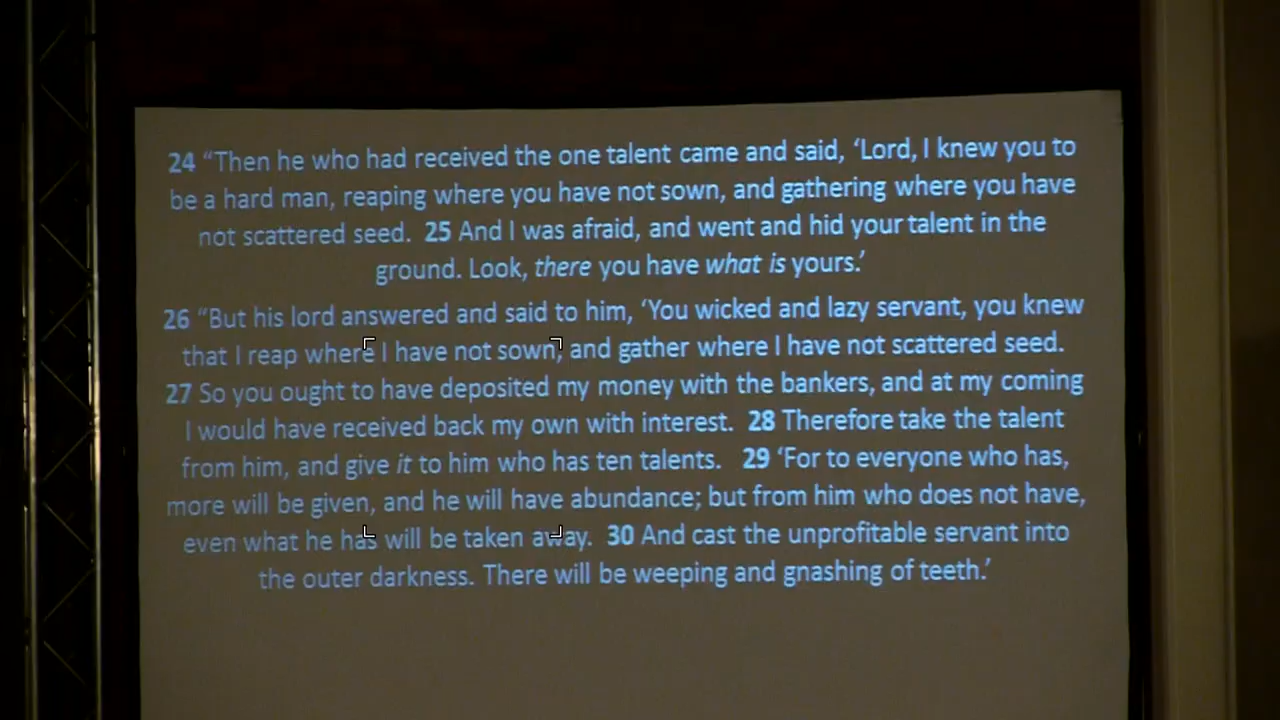 24 “Then he who had received the one talent came and said, ‘Lord, I knew you to
be a hard man, reaping where you have not sown, and gathering where you have
not scattered seed. 25 And I was afraid, and went and hid your talent in the
ground. Look, there you have what is yours.’
26 “But his lord answered and said to him, ‘You wicked and lazy servant, you knew
that I reap where I have not sown, and gather where I have not scattered seed.
27 So you ought to have deposited my money with the bankers, and at my coming
I would have received back my own with interest. 28 Therefore take the talent
from him, and give it to him who has ten talents. 29 ‘For to everyone who has,
more will be given, and he will have abundance; but from him who does not have,
even what he has will be taken away. 30 And cast the unprofitable servant into
the outer darkness. There will be weeping and gnashing of teeth.’